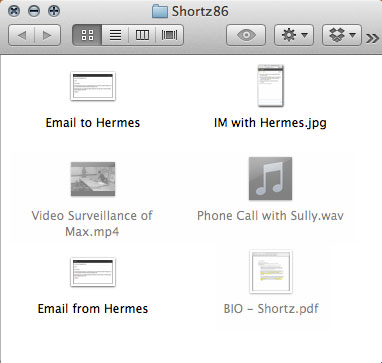 Shortz86
Email to Hermes
IM with Hermes.jpg
Video Surveillance of
Max.mp4
Phone Call with Sully.wav
Email from Hermes
BIO – Shortz.pdf